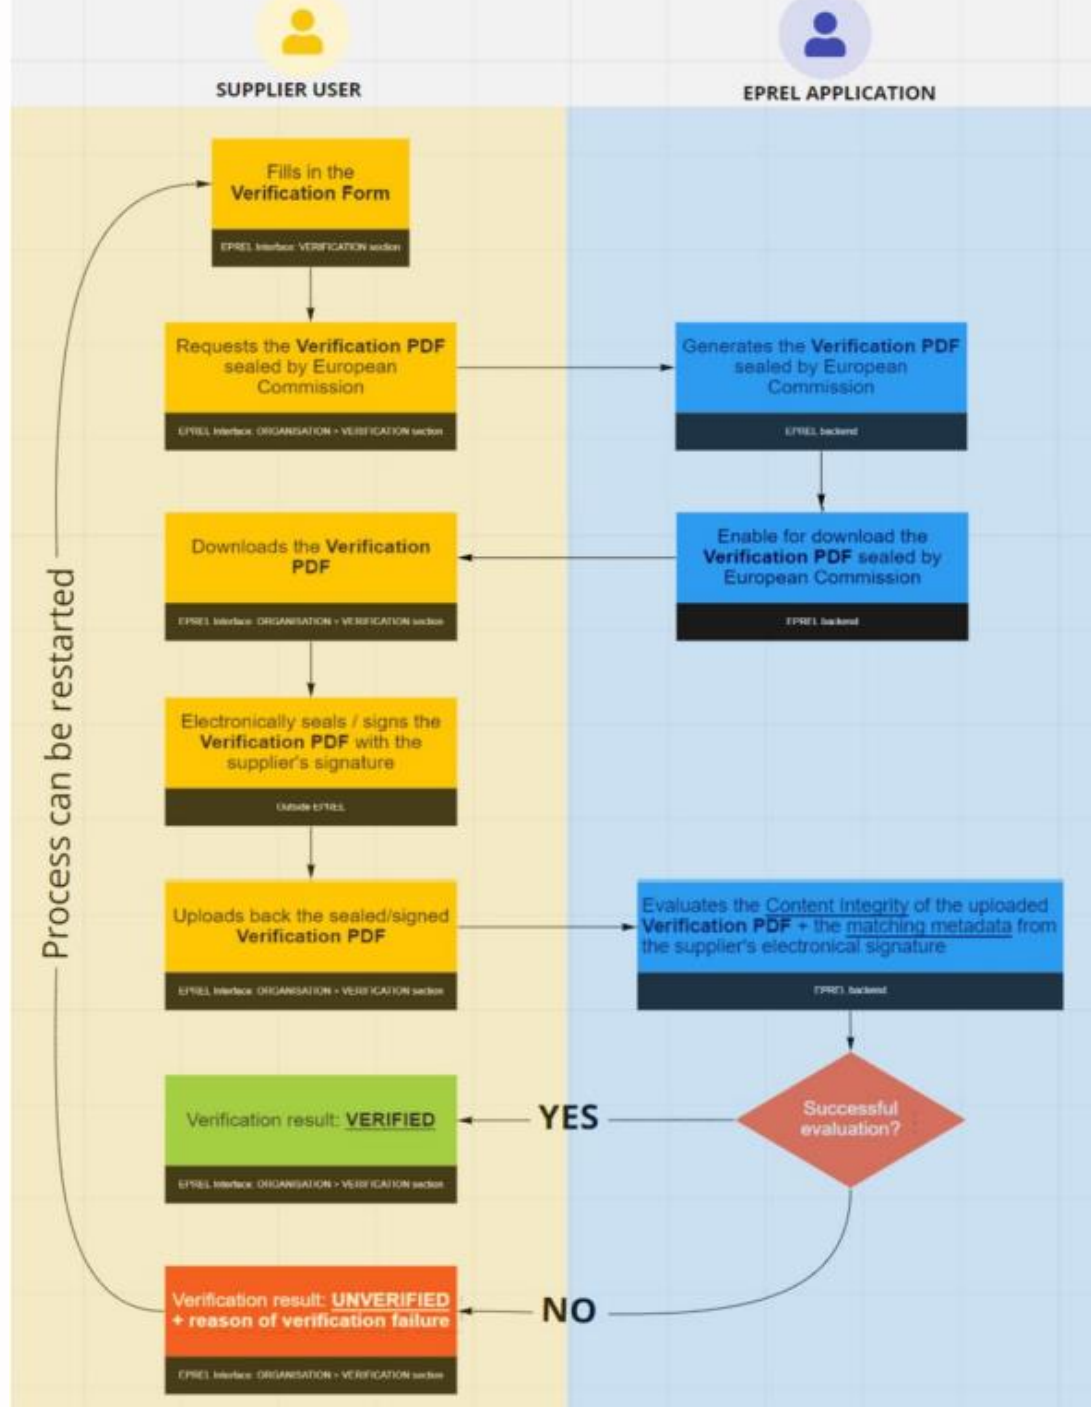 SUPPLIER USER
EPREL APPLICATION
Fills in the
Verification Form
EPREL Interface: VERIFICATION section
Requests the Verification PDF
sealed by European
Commission
EPREL Interface: ORGANISATION > VERIFICATION section
Generates the Verification PDF
sealed by European
Commission
EPREL backend
Enable for download the
Verification PDF sealed by
European Commission
EPREL backend
Downloads the Verification
PDF
EPREL Interface: ORGANISATION > VERIFICATION section
Electronically seals / signs the
Verification PDF with the
supplier's signature
Outside EPREL
Uploads back the sealed/signed
Verification PDF
EPREL Interface: ORGANISATION > VERIFICATION section
Evaluates the Content Integrity of the uploaded
Verification PDF + the matching metadata from
the supplier's electronical signature
EPREL backend
Successful
evaluation?
YES
Verification result: VERIFIED
EPREL Interface: ORGANISATION > VERIFICATION section
NO
Verification result: UNVERIFIED
+ reason of verification failure
EPREL Interface: ORGANISATION > VERIFICATION section
Process can be restarted